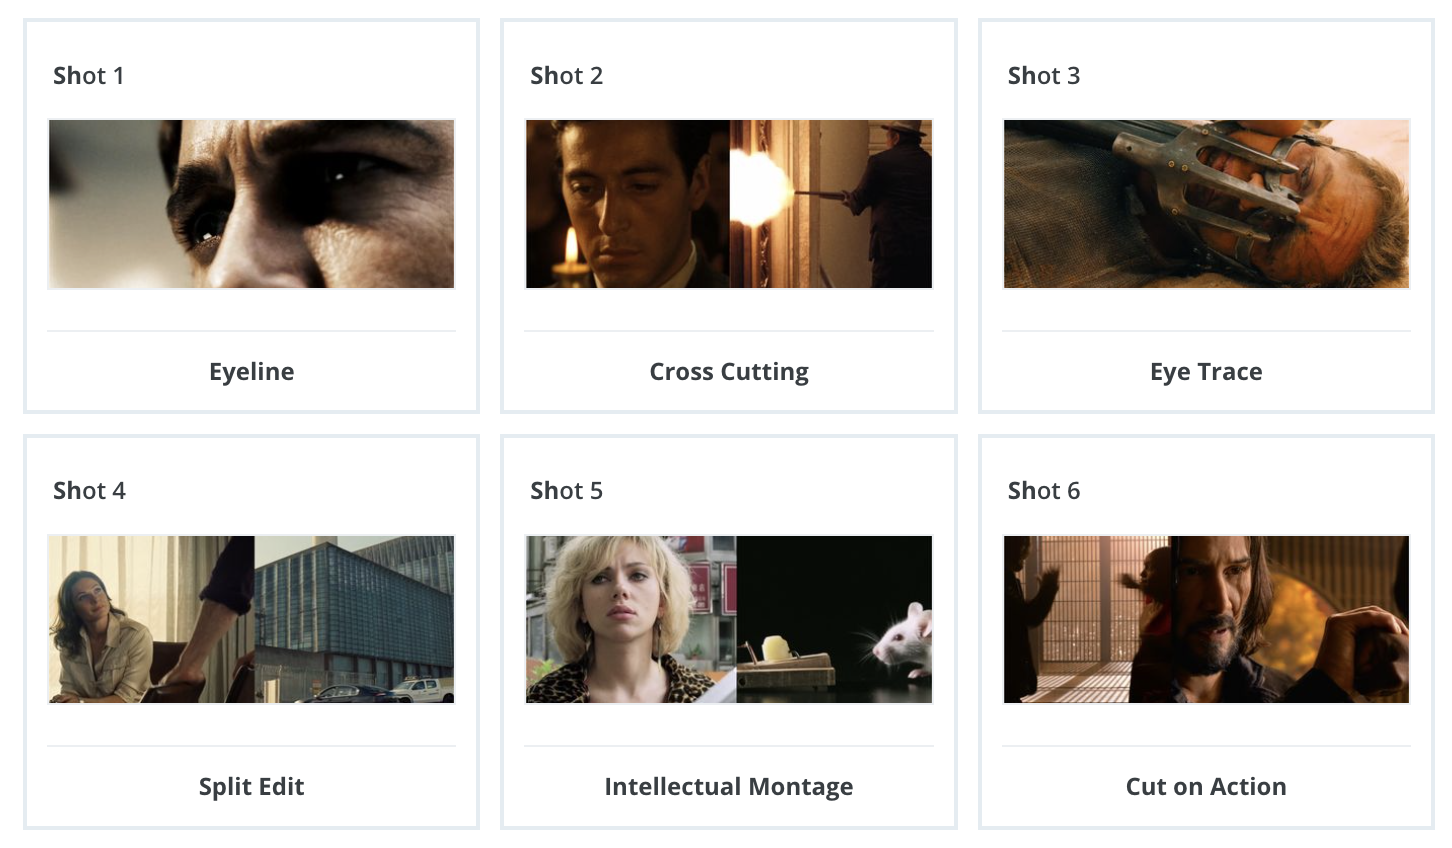 Shot 1
Shot 2
Shot 3
Eyeline
Cross Cutting
Eye Trace
Shot 4
Shot 5
Shot 6
Split Edit
Intellectual Montage
Cut on Action